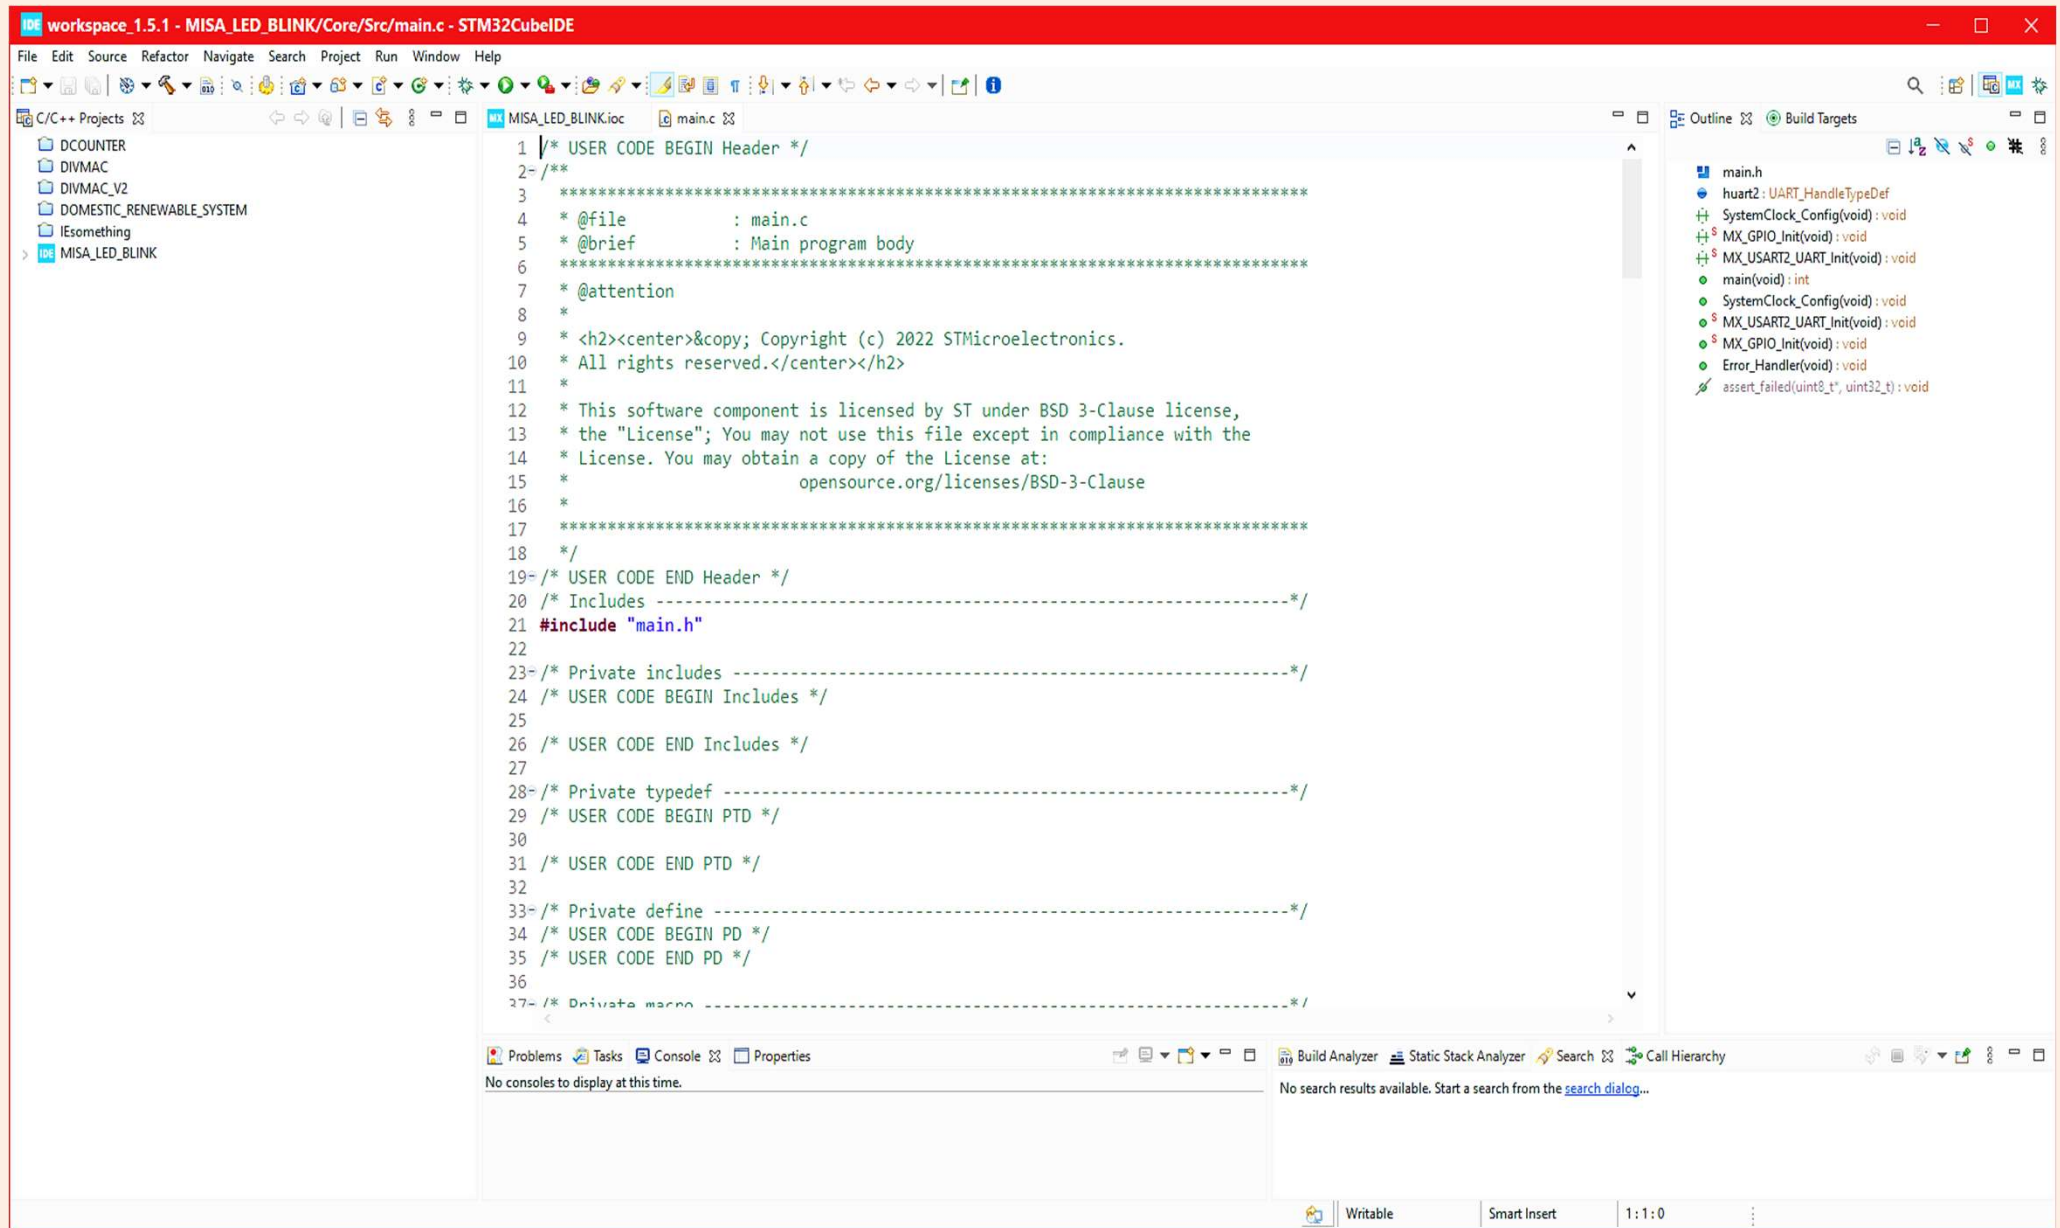 IDE workspace_1.5.1 - MISA_LED_BLINK/Core/Src/main.c - STM32CubeIDE
File Edit Source Refactor Navigate Search Project Run Window Help
C/C++ Projects
DCOUNTER
DIVMAC
DIVMAC_V2
DOMESTIC_RENEWABLE_SYSTEM
IEsomething
IDE MISA_LED_BLINK
MX MISA_LED_BLINK.ioc main.c
1 /* USER CODE BEGIN Header */
2 /**
3 ******************************************************************************
4 * @file : main.c
5 * @brief : Main program body
6 ******************************************************************************
7 * @attention
8 *
9 * <h2><center>&copy; Copyright (c) 2022 STMicroelectronics.
10 * All rights reserved.</center></h2>
11 *
12 * This software component is licensed by ST under BSD 3-Clause license,
13 * the "License"; You may not use this file except in compliance with the
14 * License. You may obtain a copy of the License at:
15 * opensource.org/licenses/BSD-3-Clause
16 *
17 ******************************************************************************
18 */
19 /* USER CODE END Header */
20 /* Includes ------------------------------------------------------------------*/
21 #include "main.h"
22
23 /* Private includes ----------------------------------------------------------*/
24 /* USER CODE BEGIN Includes */
25
26 /* USER CODE END Includes */
27
28 /* Private typedef -----------------------------------------------------------*/
29 /* USER CODE BEGIN PTD */
30
31 /* USER CODE END PTD */
32
33 /* Private define ------------------------------------------------------------*/
34 /* USER CODE BEGIN PD */
35 /* USER CODE END PD */
36
37 /* Private macro -------------------------------------------------------------*/
Outline Build Targets
main.h
huart2 : UART_HandleTypeDef
SystemClock_Config(void) : void
S MX_GPIO_Init(void) : void
S MX_USART2_UART_Init(void) : void
main(void) : int
SystemClock_Config(void) : void
S MX_USART2_UART_Init(void) : void
S MX_GPIO_Init(void) : void
Error_Handler(void) : void
assert_failed(uint8_t*, uint32_t) : void
Problems Tasks Console Properties
No consoles to display at this time.
Build Analyzer Static Stack Analyzer Search Call Hierarchy
No search results available. Start a search from the search dialog...
Writable Smart Insert 1:1:0